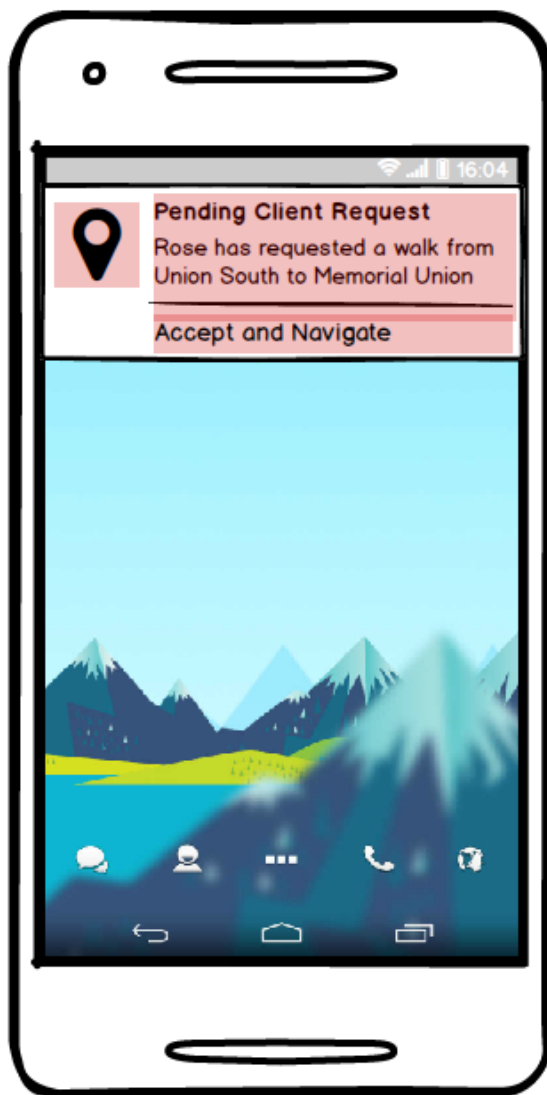 16:04
Pending Client Request
Rose has requested a walk from
Union South to Memorial Union
Accept and Navigate